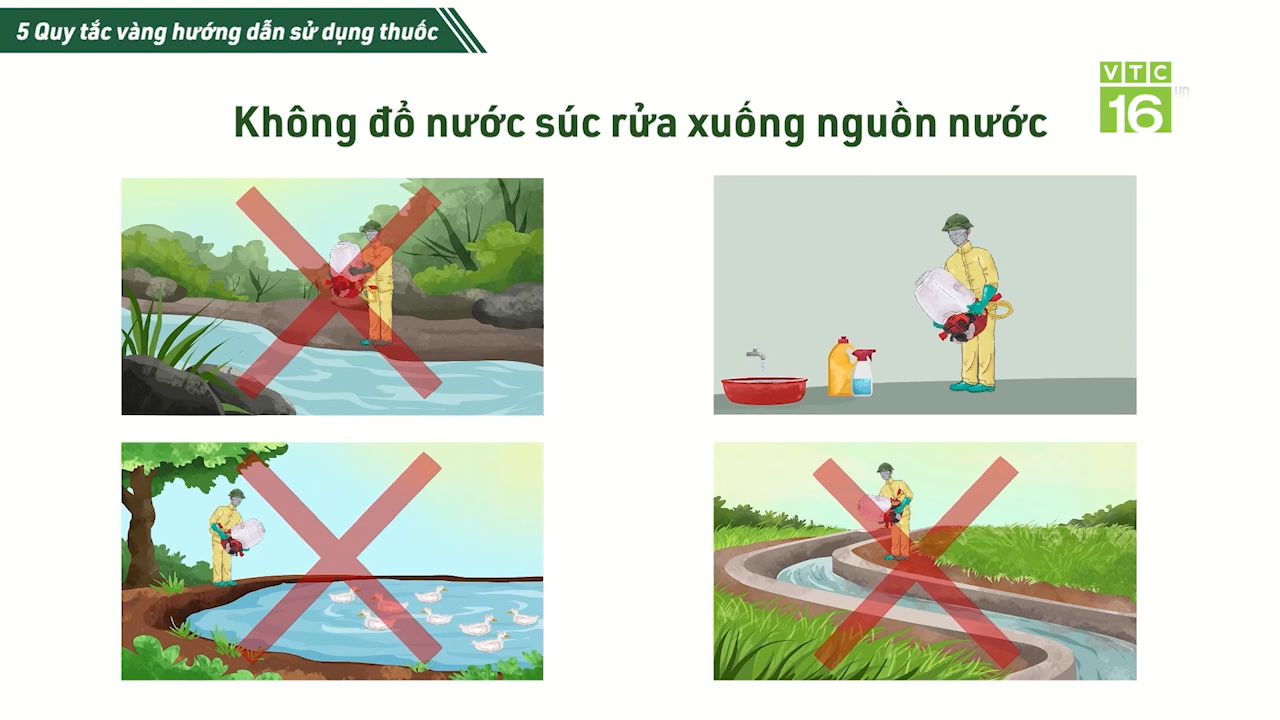 5 Quy tắc vàng hướng dẫn sử dụng thuốc
VTC
16
HD
Không đổ nước súc rửa xuống nguồn nước